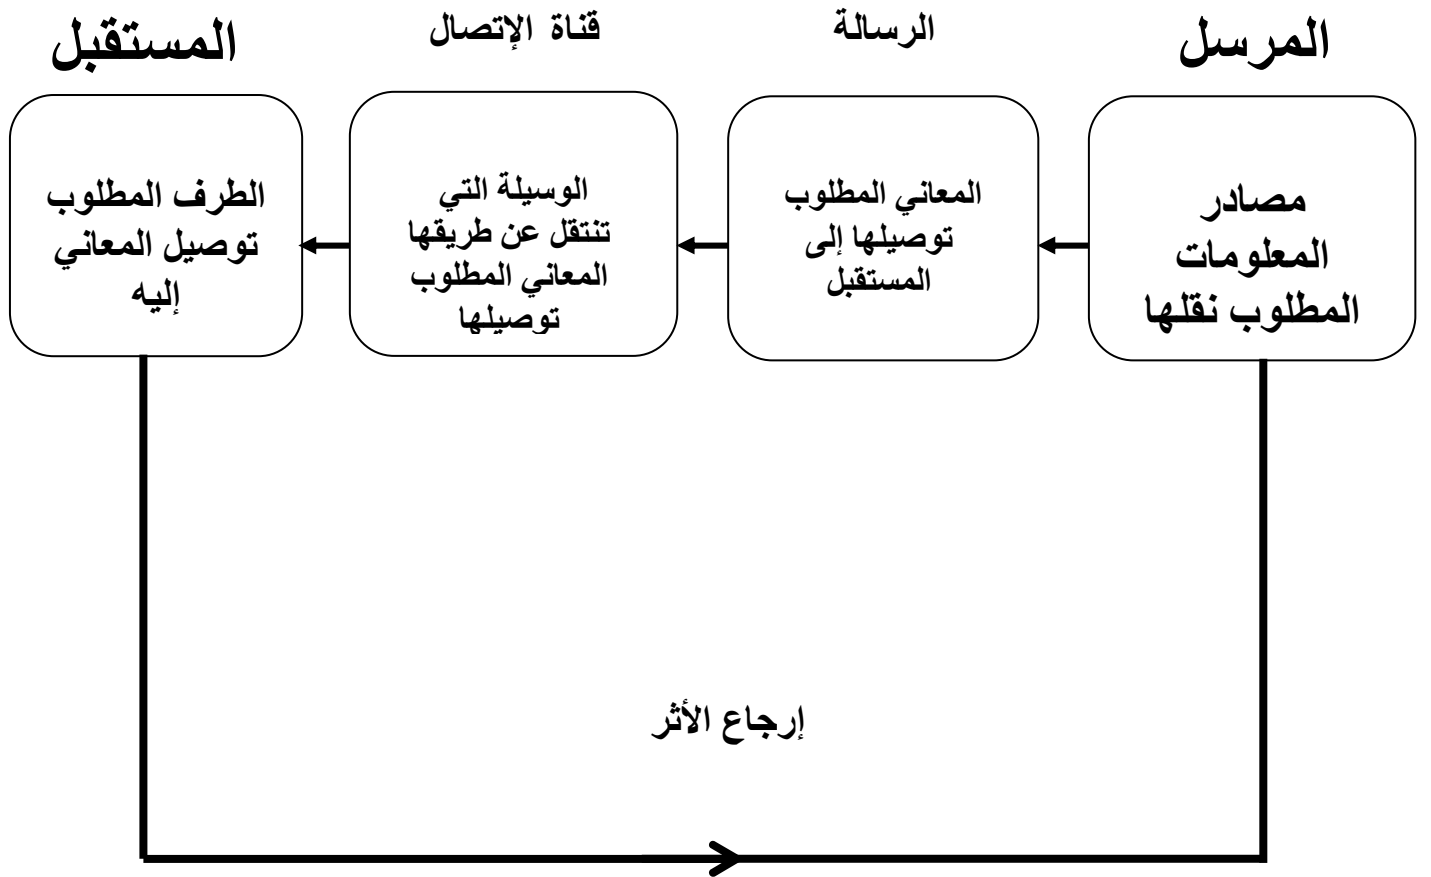 المرسل
الرسالة
قناة الإتصال
المستقبل
مصادر
المعلومات
المطلوب نقلها
المعاني المطلوب
توصيلها إلى
المستقبل
الوسيلة التي
تنتقل عن طريقها
المعاني المطلوب
توصيلها
الطرف المطلوب
توصيل المعاني
إليه
إرجاع الأثر